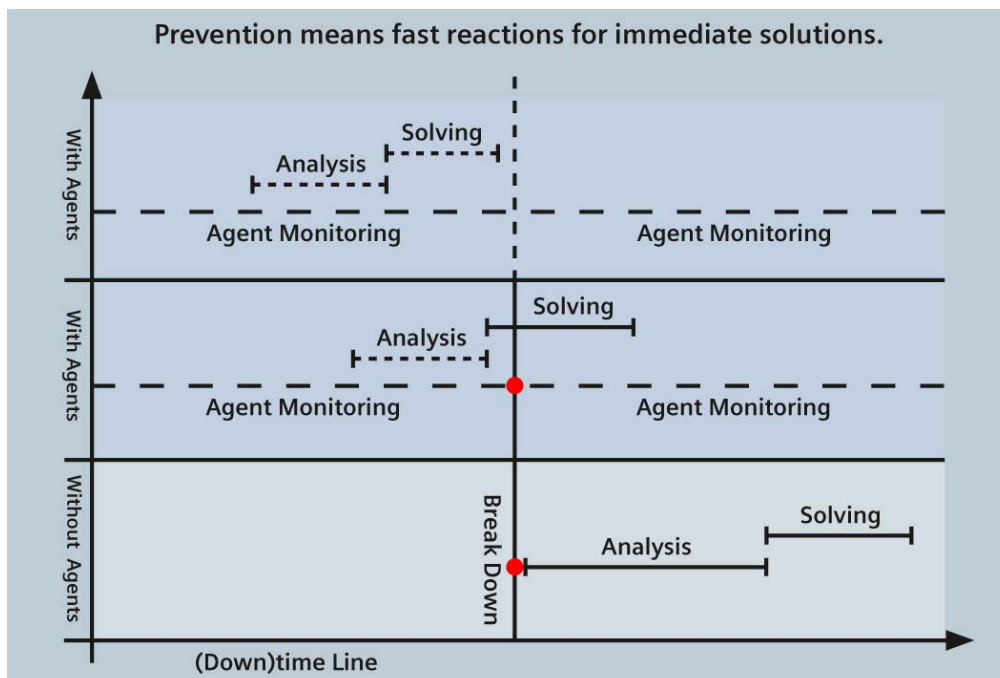 Prevention means fast reactions for immediate solutions.
With Agents
Solving
Analysis
Agent Monitoring
Agent Monitoring
With Agents
Solving
Analysis
Agent Monitoring
Agent Monitoring
Without Agents
Break Down
Solving
Analysis
(Down)time Line